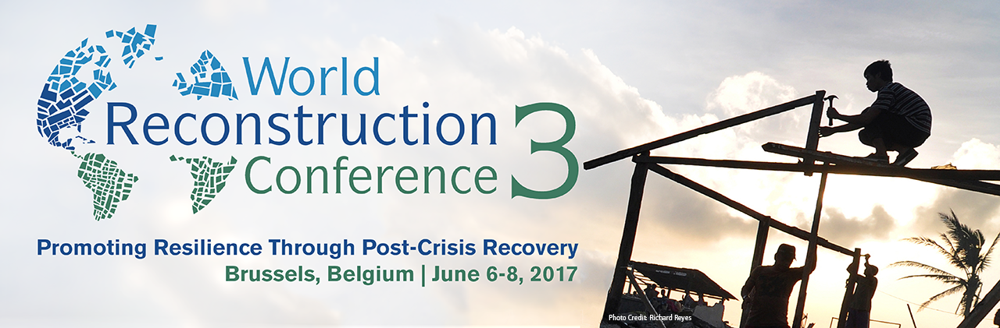 World
Reconstruction
Conference 3
Promoting Resilience Through Post-Crisis Recovery
Brussels, Belgium | June 6-8, 2017
Photo Credit: Richard Reyes